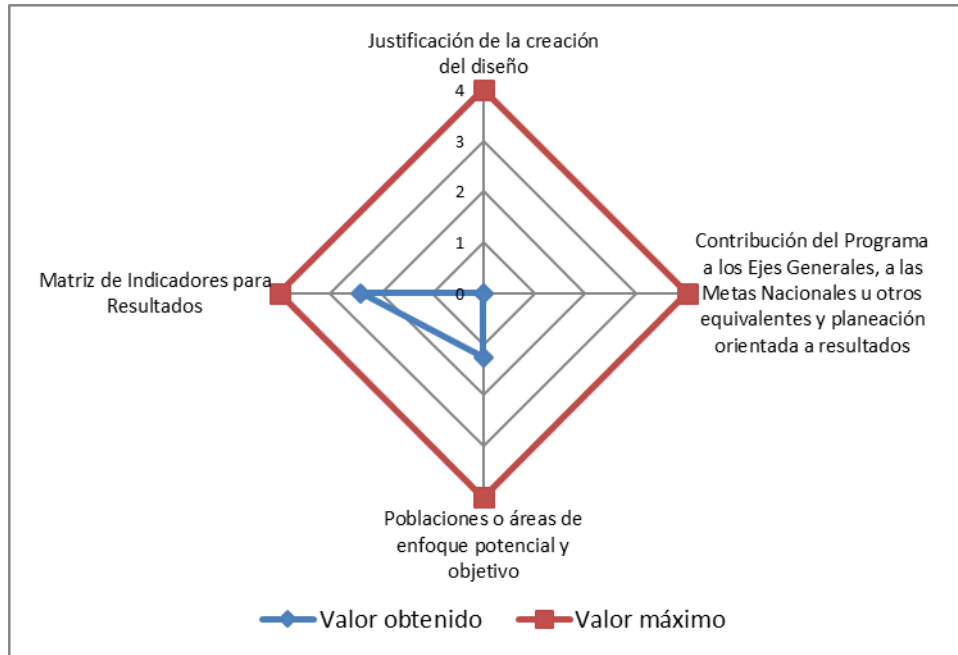 Justificación de la creación
del diseño
4
3
2
1
0
Contribución del Programa
a los Ejes Generales, a las
Metas Nacionales u otros
equivalentes y planeación
orientada a resultados
Matriz de Indicadores para
Resultados
Poblaciones o áreas de
enfoque potencial y
objetivo
Valor obtenido
Valor máximo